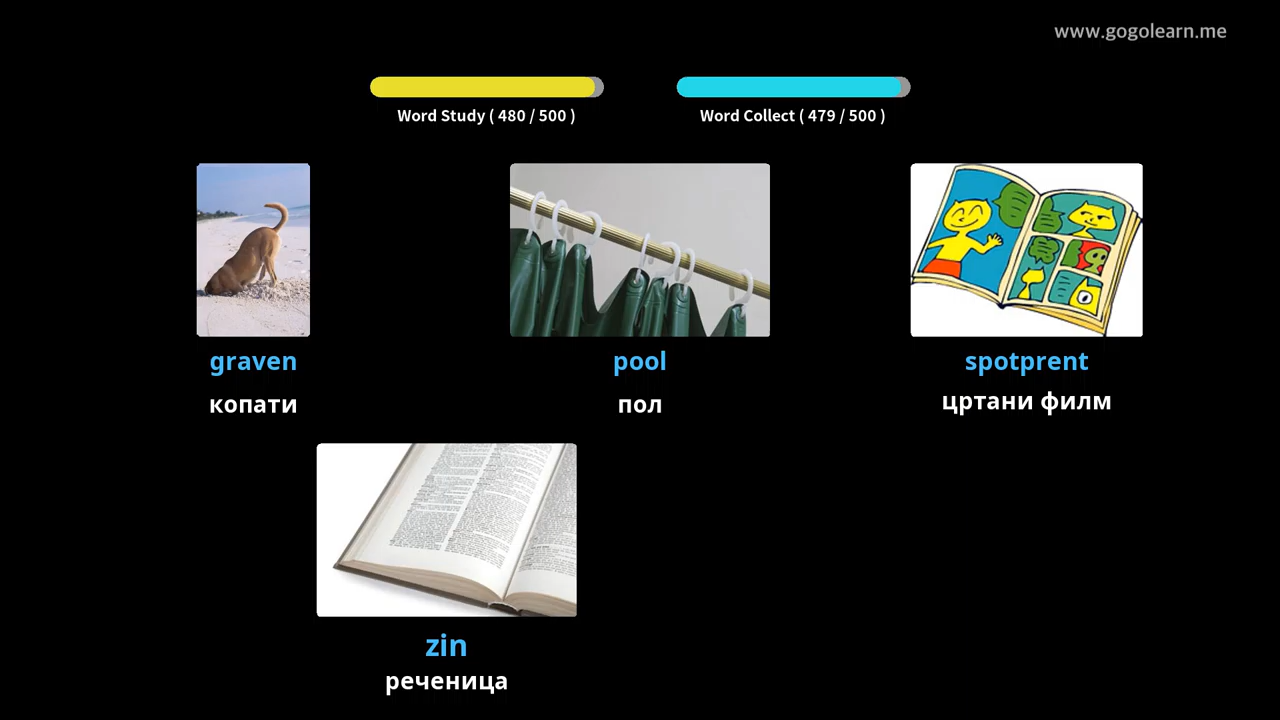 www.gogolearn.me
Word Study ( 480 / 500 )
Word Collect ( 479 / 500 )
graven
pool
spotprent
копати
пол
цртани филм
zin
реченица